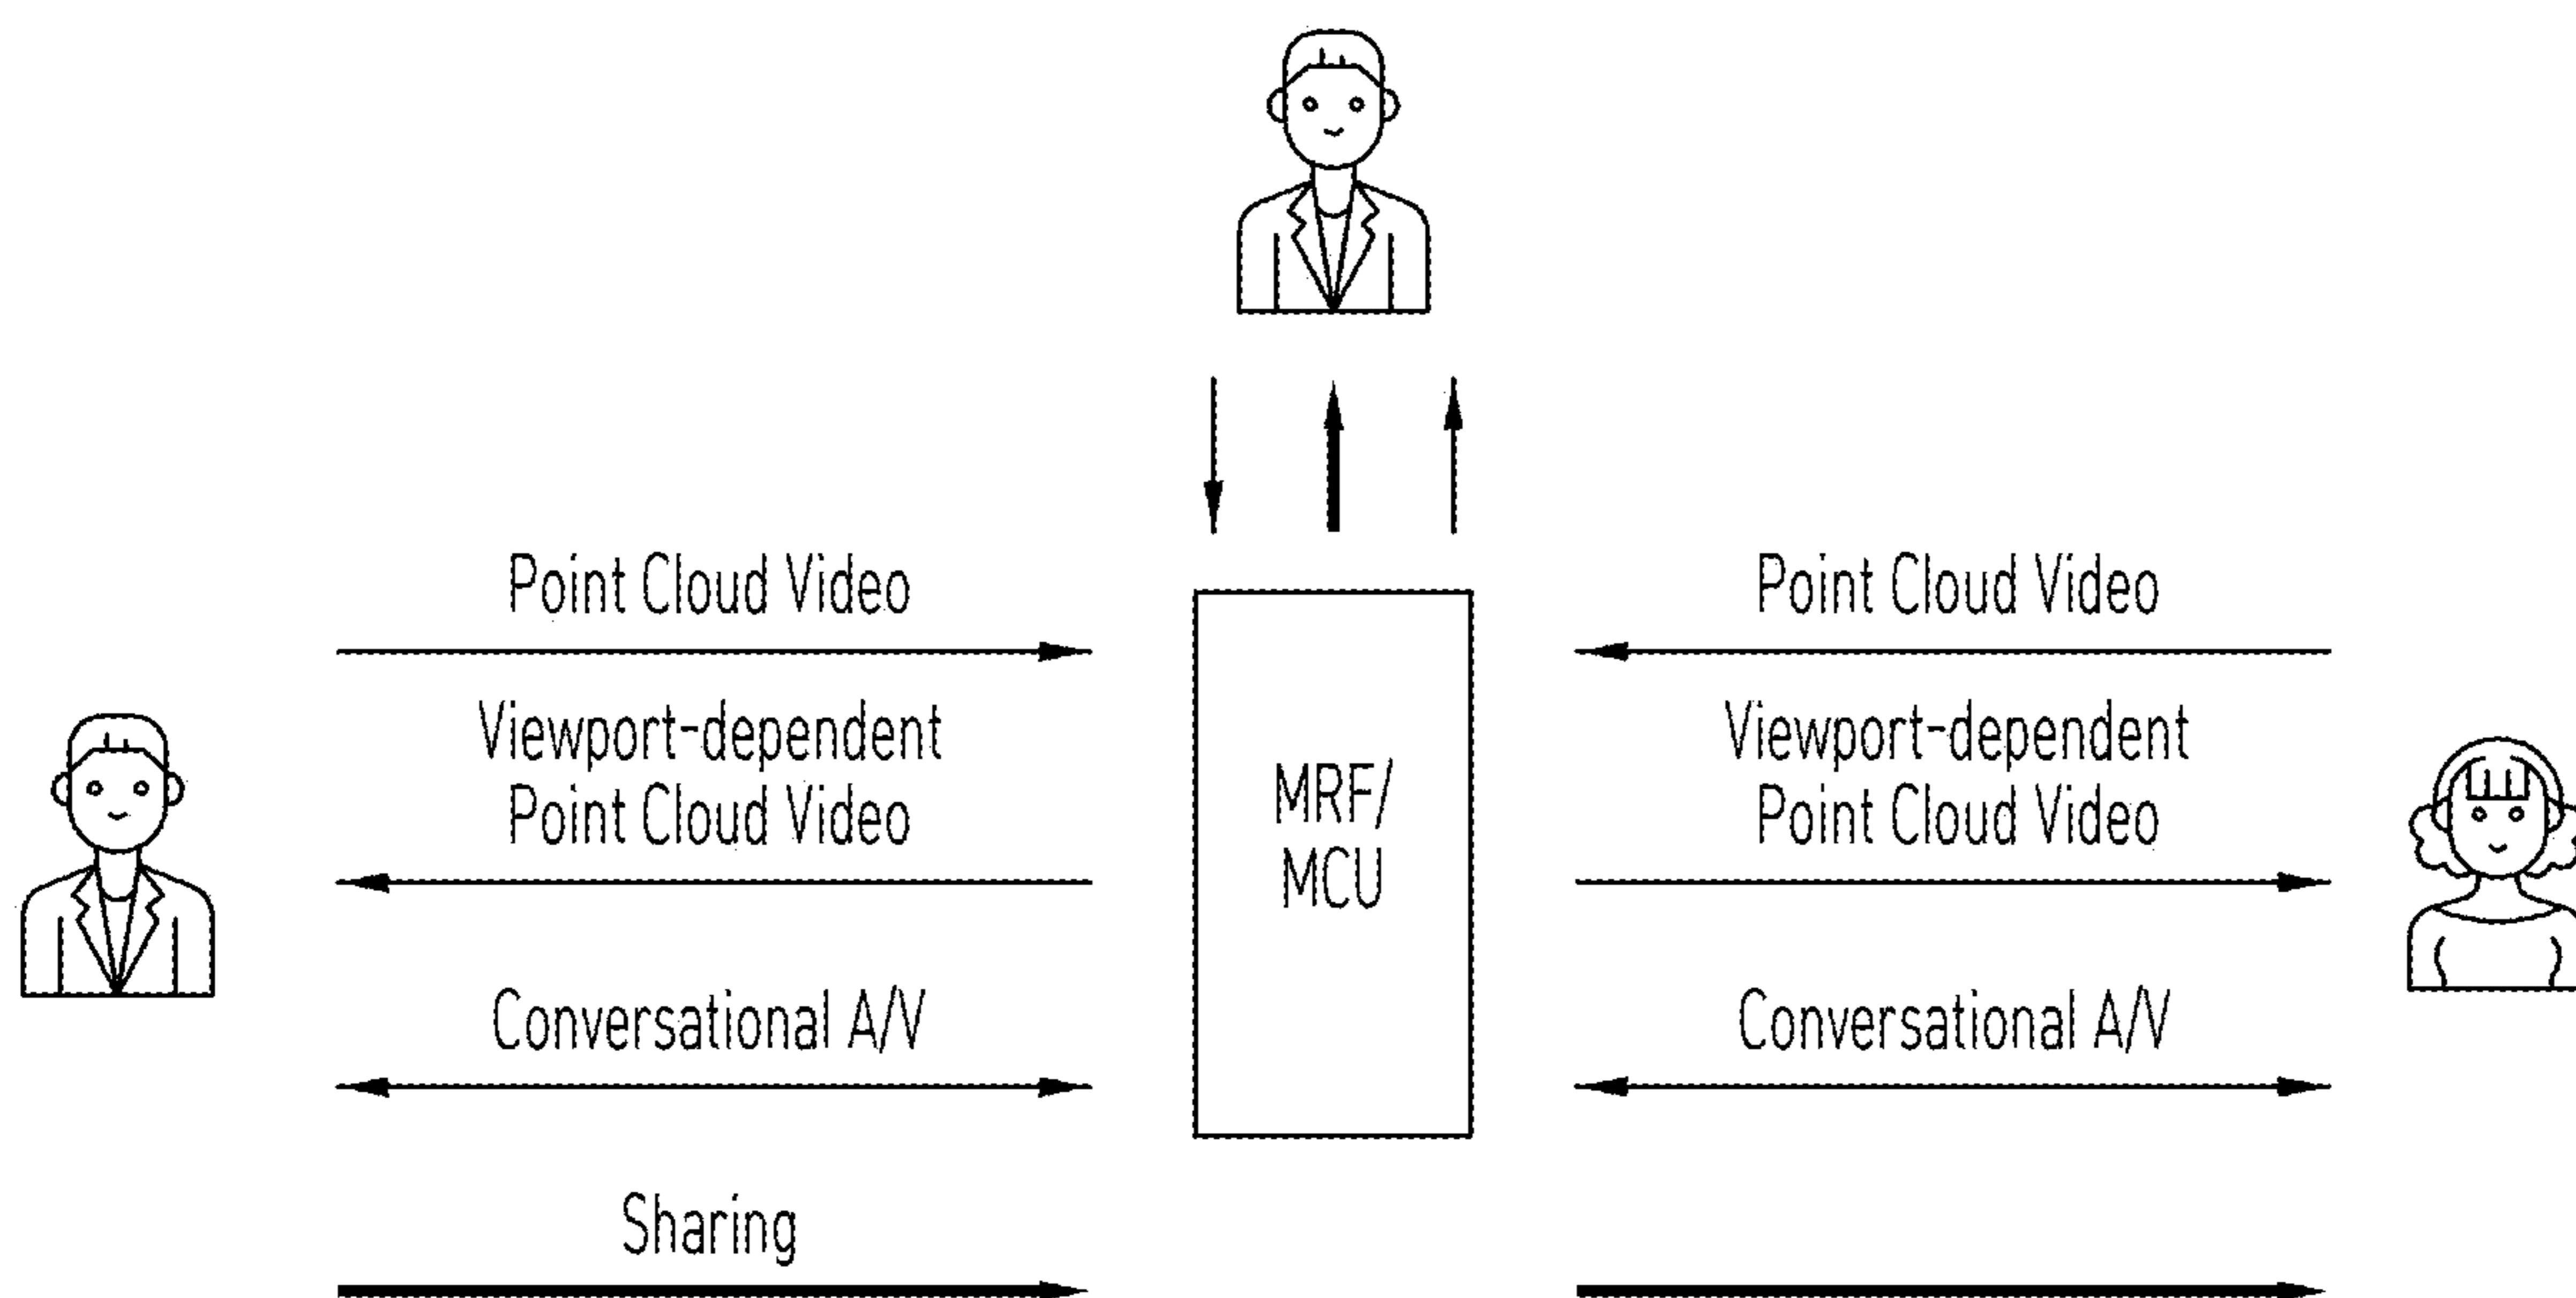 Point Cloud Video
Viewport-dependent
Point Cloud Video
Conversational A/V
Sharing
MRF/
MCU
Point Cloud Video
Viewport-dependent
Point Cloud Video
Conversational A/V